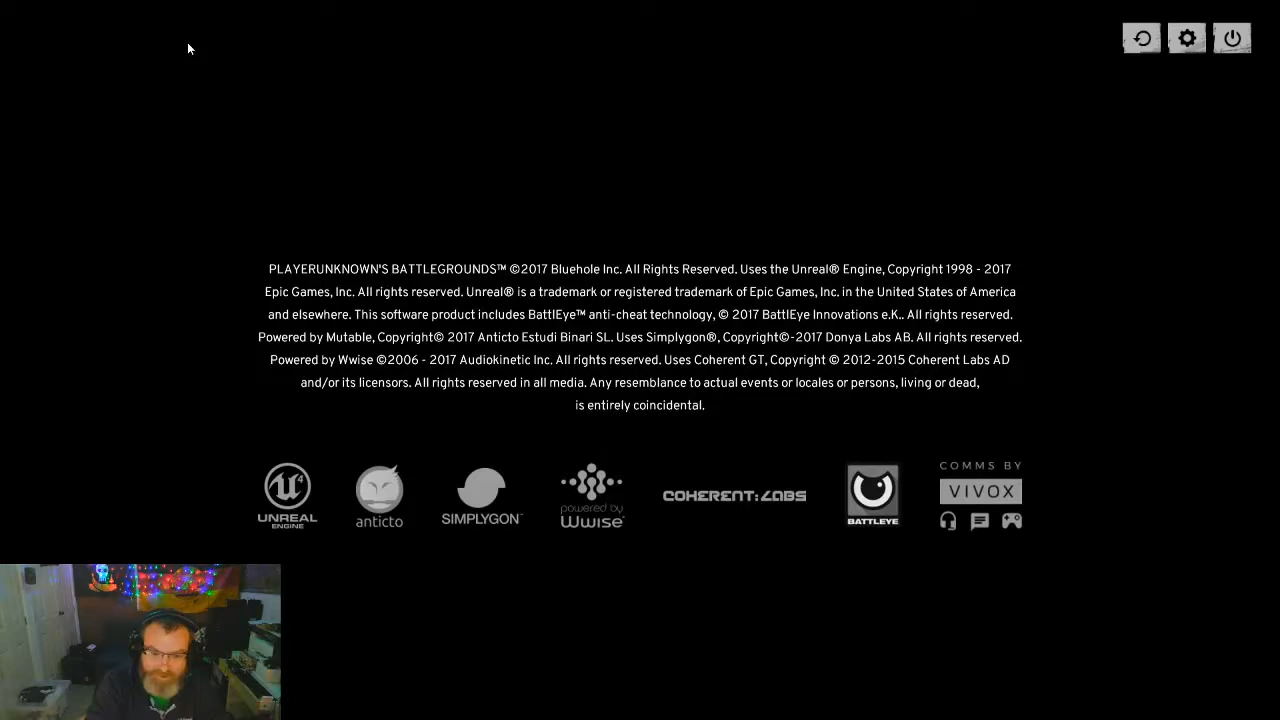 PLAYERUNKNOWN'S BATTLEGROUNDS™ ©2017 Bluehole Inc. All Rights Reserved. Uses the Unreal® Engine, Copyright 1998 - 2017
Epic Games, Inc. All rights reserved. Unreal® is a trademark or registered trademark of Epic Games, Inc. in the United States of America
and elsewhere. This software product includes BattlEye™ anti-cheat technology, © 2017 BattlEye Innovations e.K.. All rights reserved.
Powered by Mutable, Copyright© 2017 Anticto Estudi Binari SL. Uses Simplygon®, Copyright©-2017 Donya Labs AB. All rights reserved.
Powered by Wwise ©2006 - 2017 Audiokinetic Inc. All rights reserved. Uses Coherent GT, Copyright © 2012-2015 Coherent Labs AD
and/or its licensors. All rights reserved in all media. Any resemblance to actual events or locales or persons, living or dead,
is entirely coincidental.
U4
UNREAL
ENGINE
anticto
SIMPLYGON™
powered by
Wwise™
COHERENT:LABS
BATTLEYE
COMMS BY
VIVOX